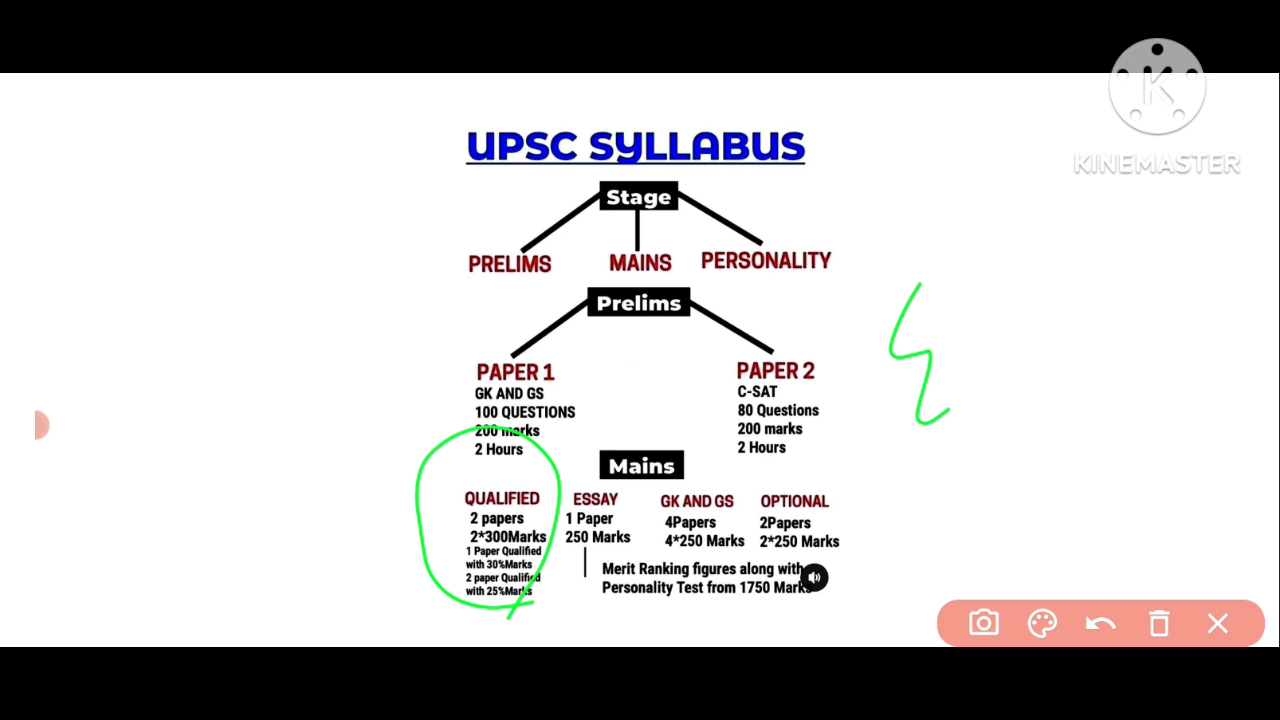 KINEMASTER
UPSC SYLLABUS
Stage
PRELIMS MAINS PERSONALITY
Prelims
PAPER 1
GK AND GS
100 QUESTIONS
200 marks
2 Hours
PAPER 2
C-SAT
80 Questions
200 marks
2 Hours
Mains
QUALIFIED
2 papers
2*300Marks
1 Paper Qualified
with 30%Marks
2 paper Qualified
with 25%Marks
ESSAY
1 Paper
250 Marks
GK AND GS
4Papers
4*250 Marks
OPTIONAL
2Papers
2*250 Marks
Merit Ranking figures along with
Personality Test from 1750 Marks